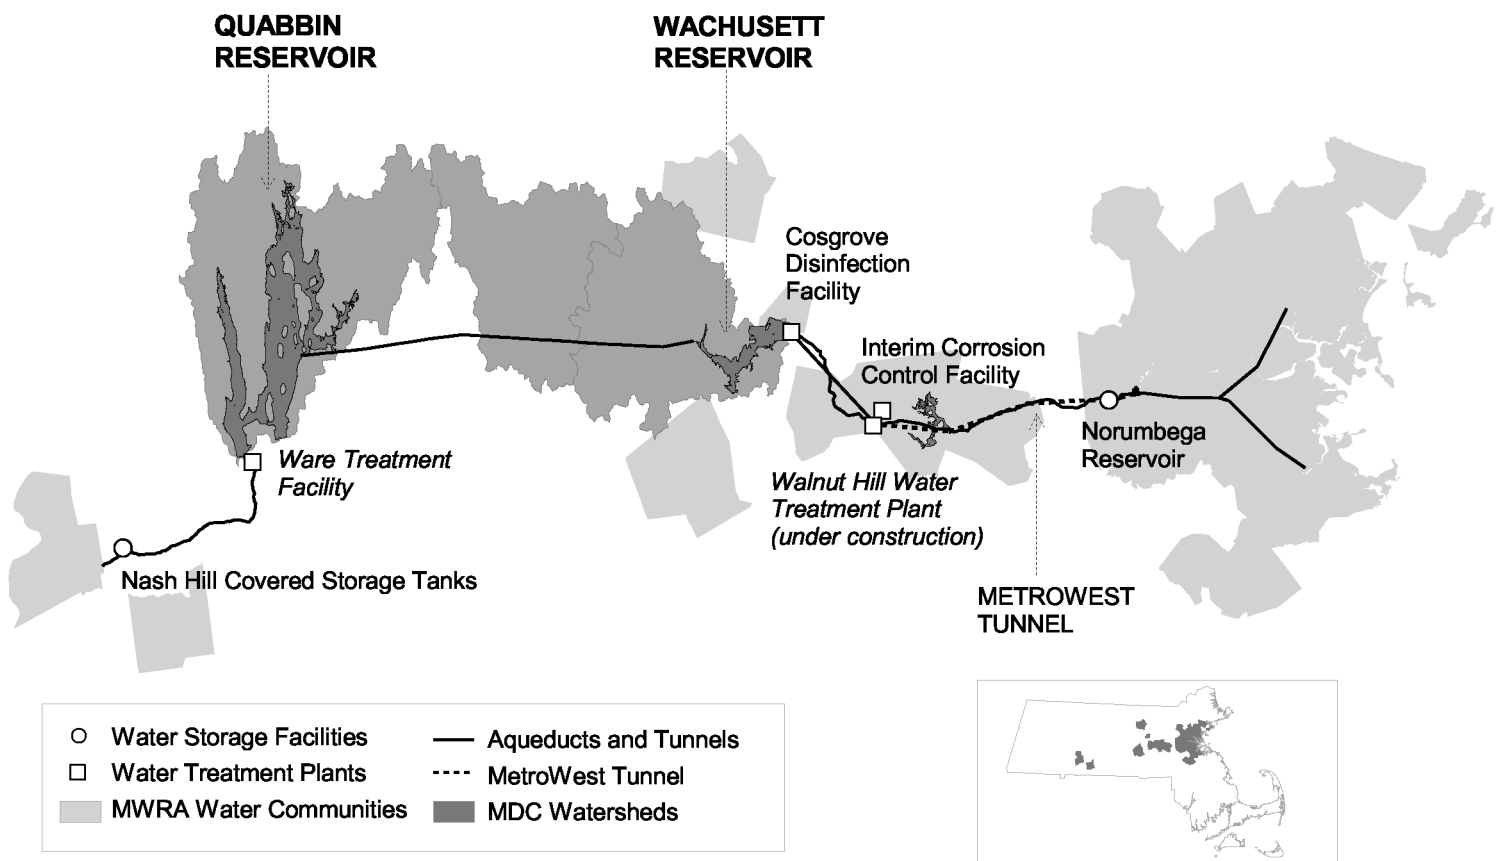 QUABBIN
RESERVOIR
WACHUSETT
RESERVOIR
Cosgrove
Disinfection
Facility
Interim Corrosion
Control Facility
Norumbega
Reservoir
Ware Treatment
Facility
Walnut Hill Water
Treatment Plant
(under construction)
Nash Hill Covered Storage Tanks
METROWEST
TUNNEL
Water Storage Facilities
Water Treatment Plants
MWRA Water Communities
Aqueducts and Tunnels
MetroWest Tunnel
MDC Watersheds